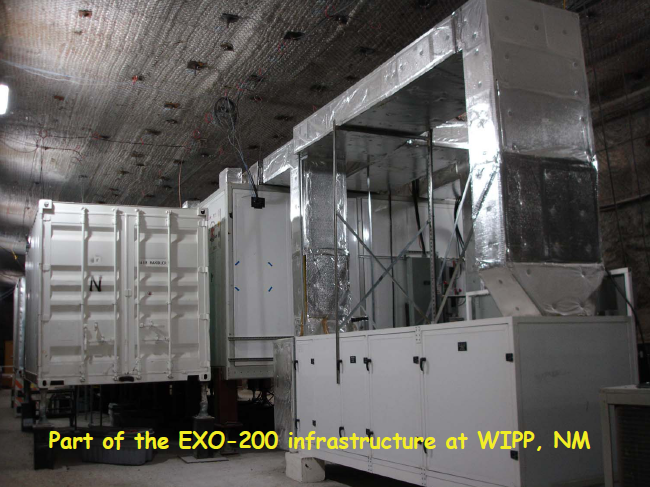 N
Part of the EXO-200 infrastructure at WIPP, NM